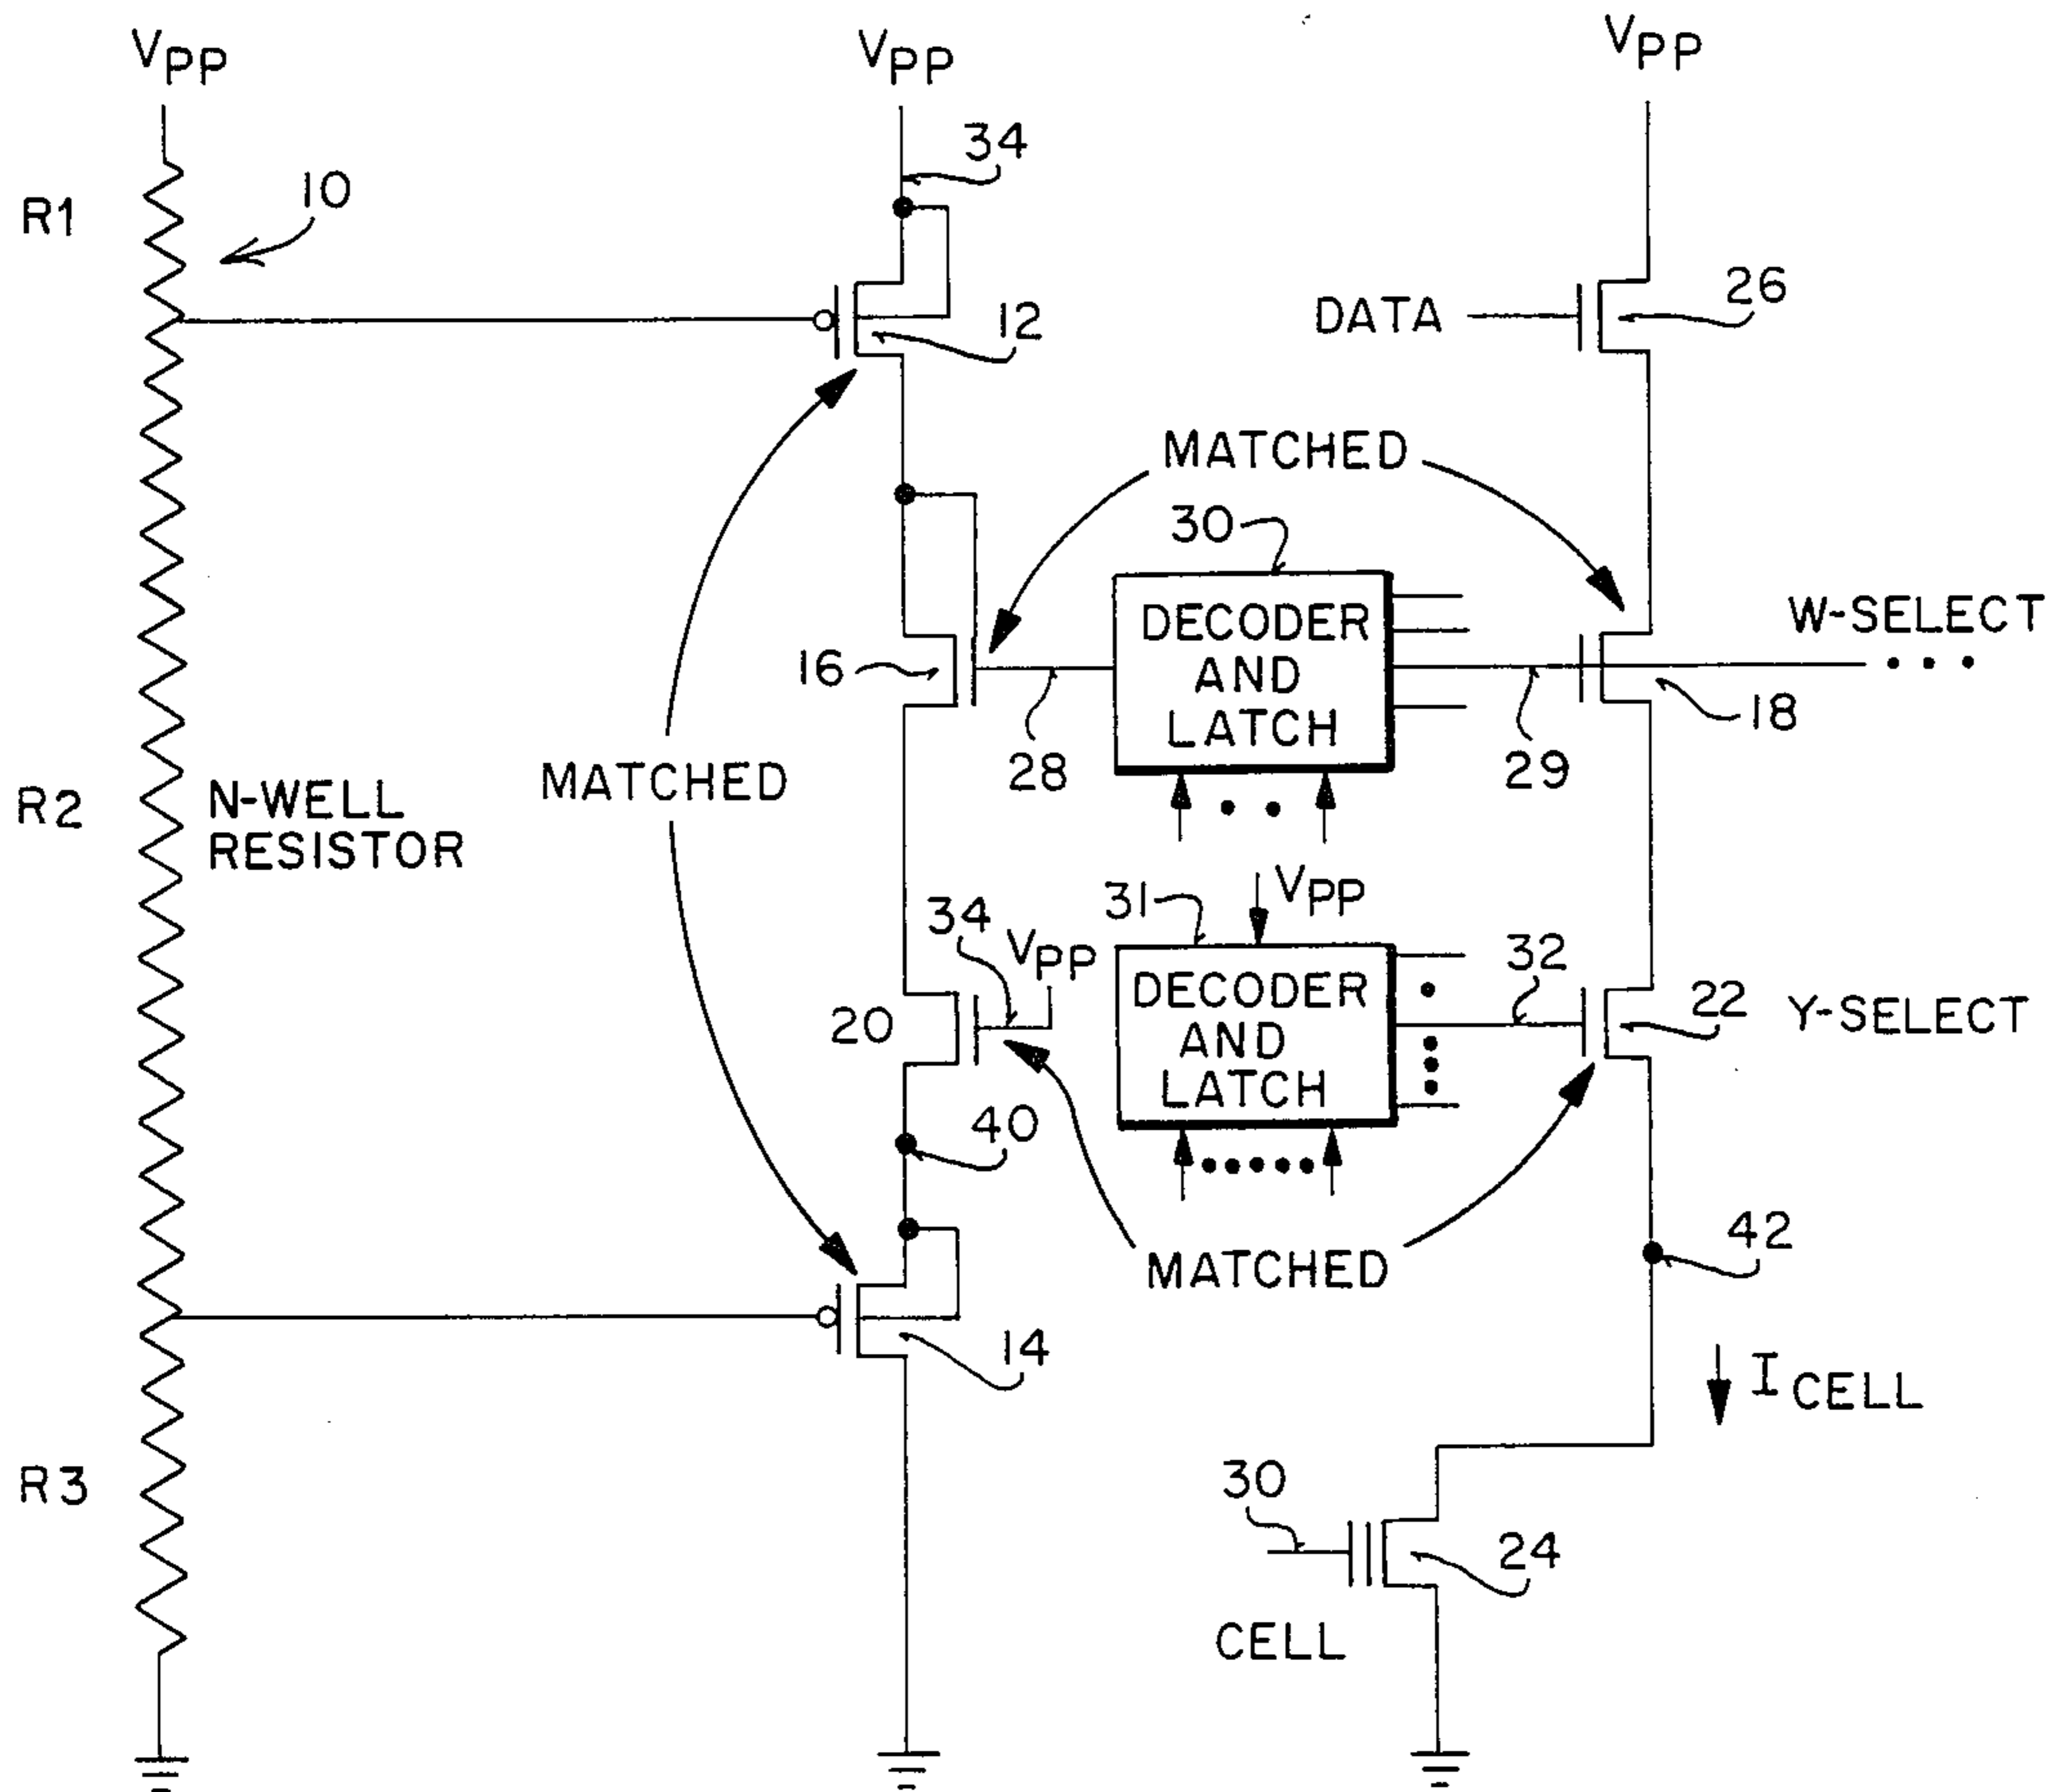 VPP
VPP
VPP
34
R1
10
12
DATA
26
MATCHED
30
DECODER
AND
LATCH
W-SELECT
16
28
29
18
R2
N-WELL
RESISTOR
MATCHED
31
VPP
34
VPP
DECODER
AND
LATCH
32
20
22
Y-SELECT
40
MATCHED
42
14
ICELL
R3
30
24
CELL